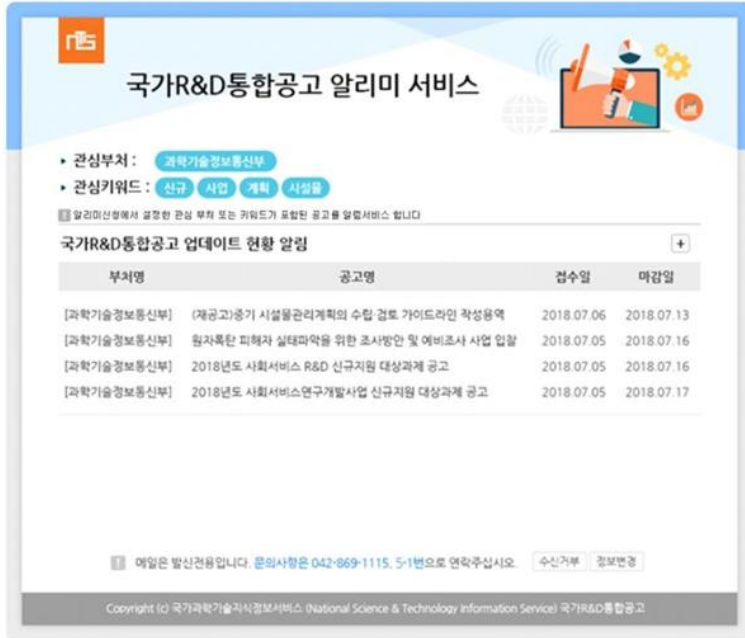 nTis
국가R&D통합공고 알리미 서비스
▸ 관심부처 : 과학기술정보통신부
▸ 관심키워드 : 신규 사업 계획 시설물
! 알리미신청에서 설정한 관심 부처 또는 키워드가 포함된 공고를 알림서비스 합니다
국가R&D통합공고 업데이트 현황 알림 +
부처명 공고명 접수일 마감일
[과학기술정보통신부] (재공고)중기 시설물관리계획의 수립·검토 가이드라인 작성용역 2018.07.06 2018.07.13
[과학기술정보통신부] 원자폭탄 피해자 실태파악을 위한 조사방안 및 예비조사 사업 입찰 2018.07.05 2018.07.16
[과학기술정보통신부] 2018년도 사회서비스 R&D 신규지원 대상과제 공고 2018.07.05 2018.07.16
[과학기술정보통신부] 2018년도 사회서비스연구개발사업 신규지원 대상과제 공고 2018.07.05 2018.07.17
! 메일은 발신전용입니다. 문의사항은 042-869-1115, 5-1번으로 연락주십시오. 수신거부 정보변경
Copyright (c) 국가과학기술지식정보서비스 (National Science & Technology Information Service) 국가R&D통합공고